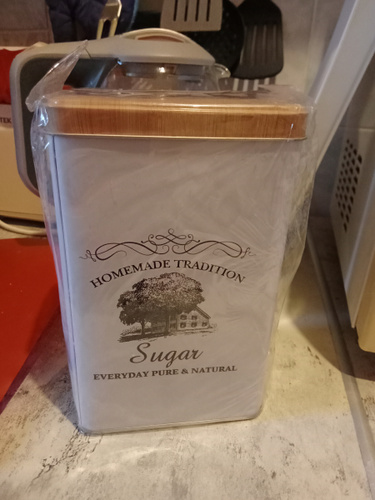 HOMEMADE TRADITION
Sugar
EVERYDAY PURE & NATURAL